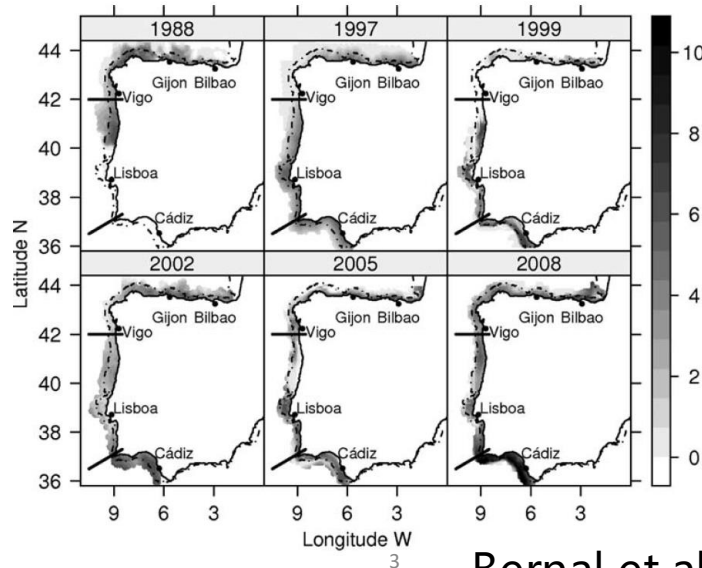 1988 1997 1999
44
Gijon Bilbao Gijon Bilbao Gijon Bilbao
42
Vigo Vigo Vigo
40
Lisboa Lisboa Lisboa
38
Cádiz Cádiz Cádiz
36
2002 2005 2008
44
Gijon Bilbao Gijon Bilbao Gijon Bilbao
42
Vigo Vigo Vigo
40
Lisboa Lisboa Lisboa
38
Cádiz Cádiz Cádiz
36
9 6 3 9 6 3 9 6 3
Longitude W
Latitude N
10
8
6
4
2
0
3
Bernal et al